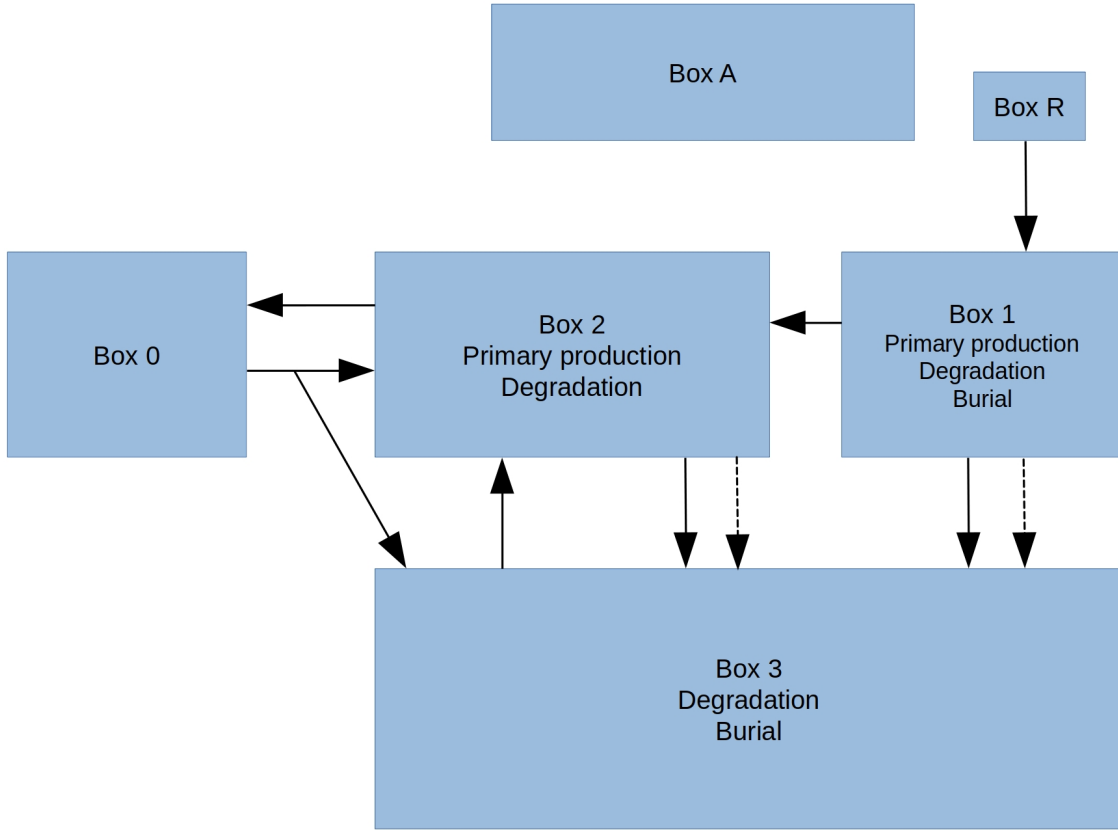 Box A
Box R
Box 0
Box 2
Primary production
Degradation
Box 1
Primary production
Degradation
Burial
Box 3
Degradation
Burial